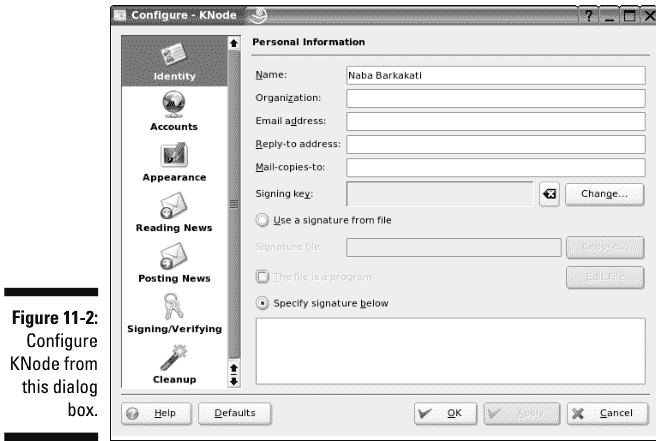 Configure - KNode
Identity
Accounts
Appearance
Reading News
Posting News
Signing/Verifying
Cleanup
Personal Information
Name: Naba Barkakati
Organization:
Email address:
Reply-to address:
Mail-copies-to:
Signing key: Change...
Use a signature from file
Signature file: Choose...
The file is a program Edit File
Specify signature below
Help Defaults OK Apply Cancel
Figure 11-2:
Configure
KNode from
this dialog
box.